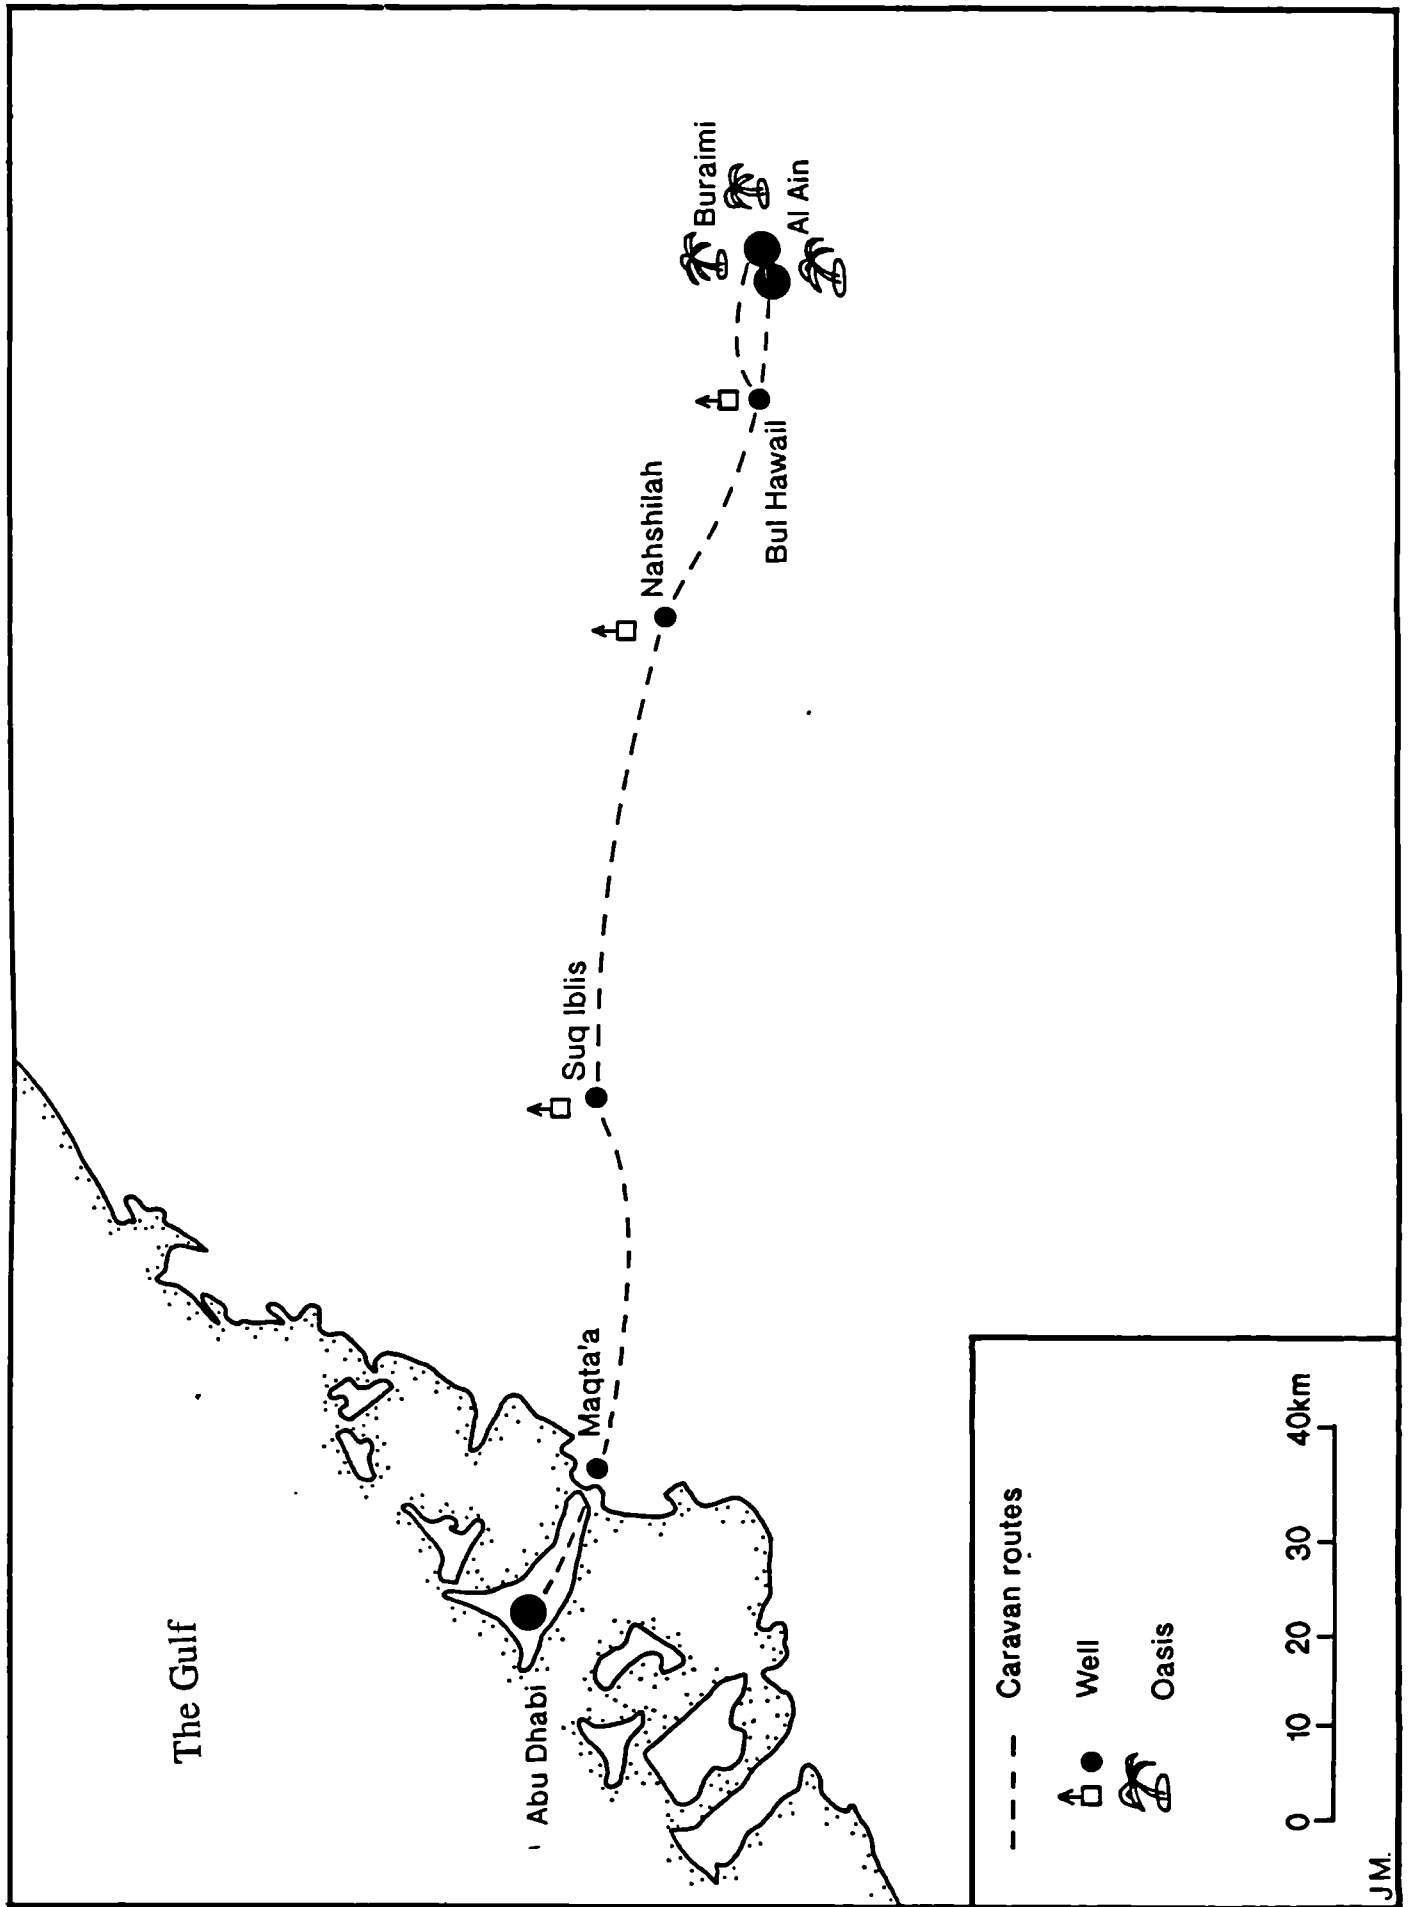 The Gulf
Abu Dhabi
Maqta'a
Suq Iblis
Nahshilah
Bul Hawail
Buraimi
Al Ain
Caravan routes
Well
Oasis
0 10 20 30 40km
J M.